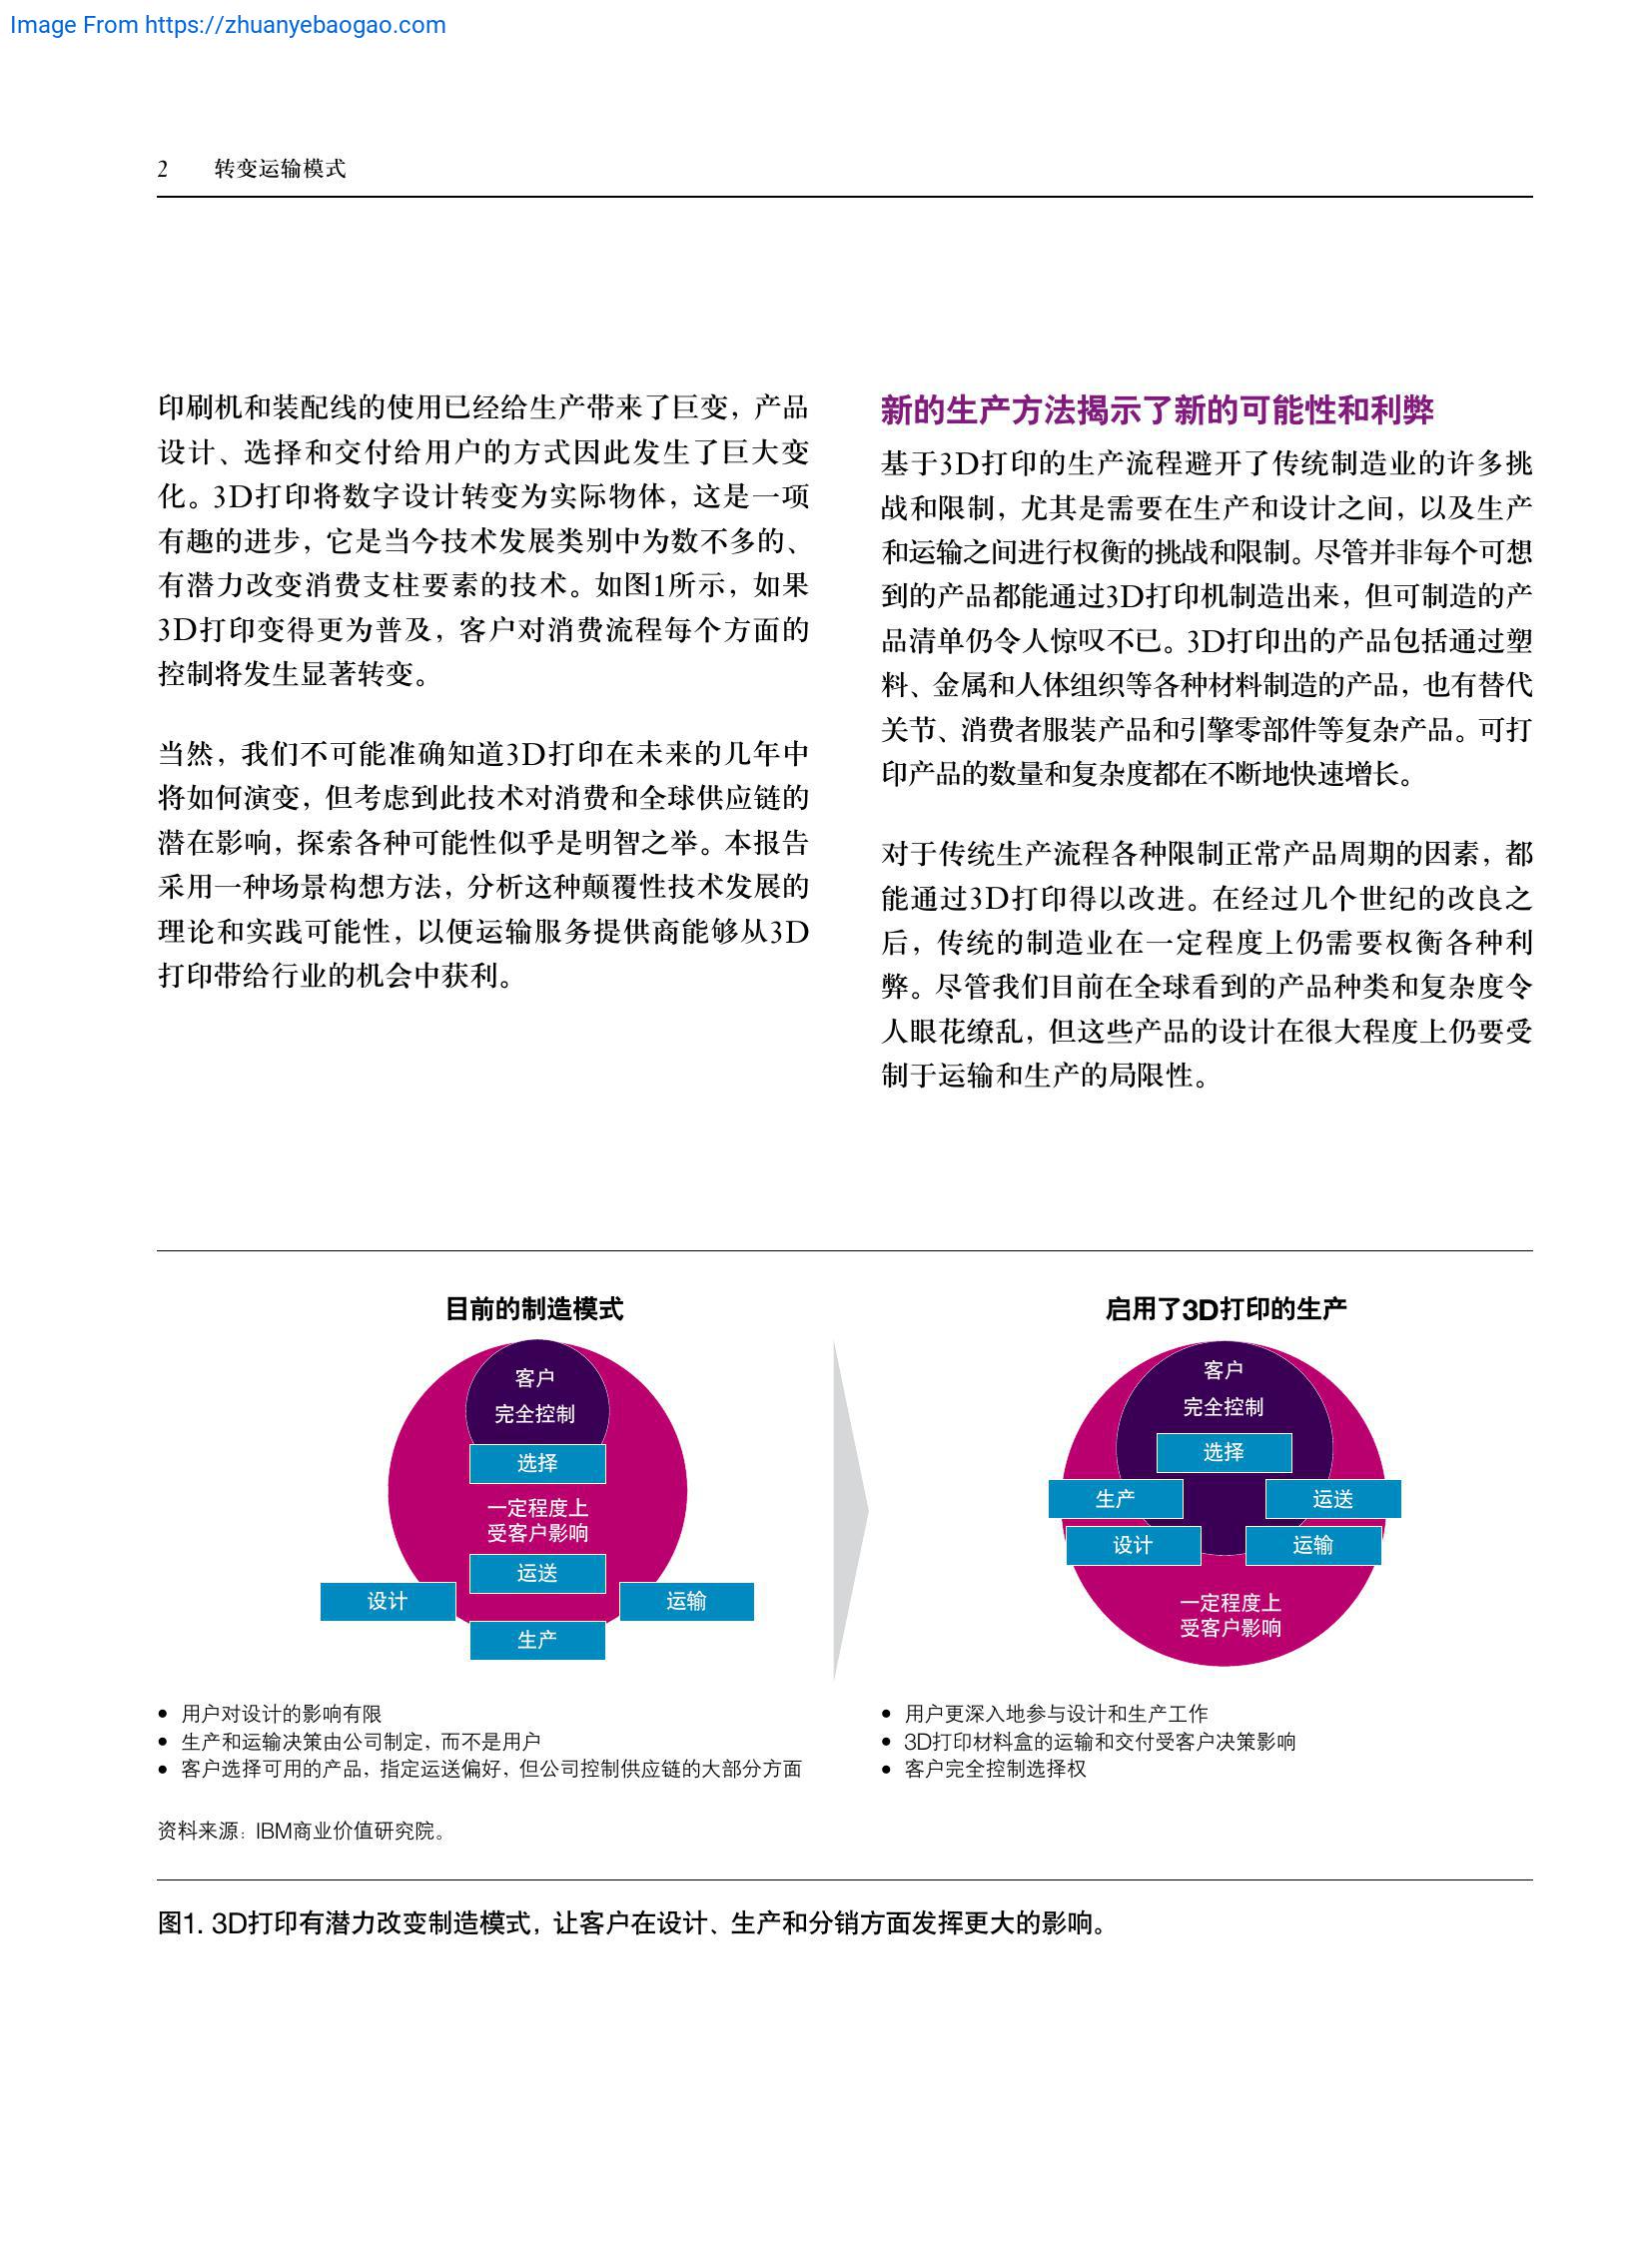 Image From https://zhuanyebaogao.com
2 转变运输模式
印刷机和装配线的使用已经给生产带来了巨变，产品
设计、选择和交付给用户的方式因此发生了巨大变
化。3D打印将数字设计转变为实际物体，这是一项
有趣的进步，它是当今技术发展类别中为数不多的、
有潜力改变消费支柱要素的技术。如图1所示，如果
3D打印变得更为普及，客户对消费流程每个方面的
控制将发生显著转变。
当然，我们不可能准确知道3D打印在未来的几年中
将如何演变，但考虑到此技术对消费和全球供应链的
潜在影响，探索各种可能性似乎是明智之举。本报告
采用一种场景构想方法，分析这种颠覆性技术发展的
理论和实践可能性，以便运输服务提供商能够从3D
打印带给行业的机会中获利。
新的生产方法揭示了新的可能性和利弊
基于3D打印的生产流程避开了传统制造业的许多挑
战和限制，尤其是需要在生产和设计之间，以及生产
和运输之间进行权衡的挑战和限制。尽管并非每个可想
到的产品都能通过3D打印机制造出来，但可制造的产
品清单仍令人惊叹不已。3D打印出的产品包括通过塑
料、金属和人体组织等各种材料制造的产品，也有替代
关节、消费者服装产品和引擎零部件等复杂产品。可打
印产品的数量和复杂度都在不断地快速增长。
对于传统生产流程各种限制正常产品周期的因素，都
能通过3D打印得以改进。在经过几个世纪的改良之
后，传统的制造业在一定程度上仍需要权衡各种利
弊。尽管我们目前在全球看到的产品种类和复杂度令
人眼花缭乱，但这些产品的设计在很大程度上仍要受
制于运输和生产的局限性。
目前的制造模式
客户
完全控制
选择
一定程度上
受客户影响
运送
设计
运输
生产
用户对设计的影响有限
生产和运输决策由公司制定，而不是用户
客户选择可用的产品，指定运送偏好，但公司控制供应链的大部分方面
启用了3D打印的生产
客户
完全控制
选择
生产
运送
设计
运输
一定程度上
受客户影响
用户更深入地参与设计和生产工作
3D打印材料盒的运输和交付受客户决策影响
客户完全控制选择权
资料来源：IBM商业价值研究院。
图1. 3D打印有潜力改变制造模式，让客户在设计、生产和分销方面发挥更大的影响。